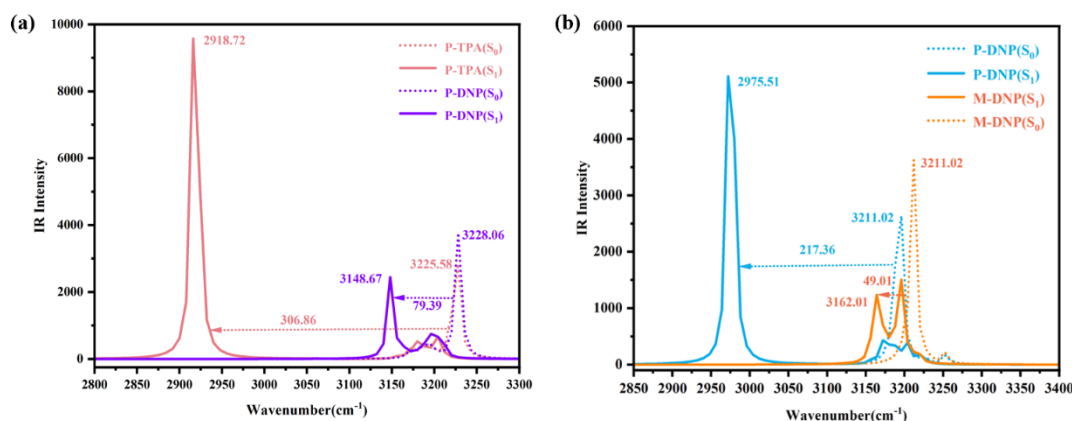 (a)
10000
8000
6000
4000
2000
0
IR Intensity
2918.72
P-TPA(S₀)
P-TPA(S₁)
P-DNP(S₀)
P-DNP(S₁)
3228.06
3225.58
3148.67
79.39
306.86
2800 2850 2900 2950 3000 3050 3100 3150 3200 3250 3300
Wavenumber(cm⁻¹)
(b)
6000
5000
4000
3000
2000
1000
0
IR Intensity
2975.51
P-DNP(S₀)
P-DNP(S₁)
M-DNP(S₁)
M-DNP(S₀)
3211.02
3211.02
217.36
49.01
3162.01
2850 2900 2950 3000 3050 3100 3150 3200 3250 3300 3350 3400
Wavenumber(cm⁻¹)